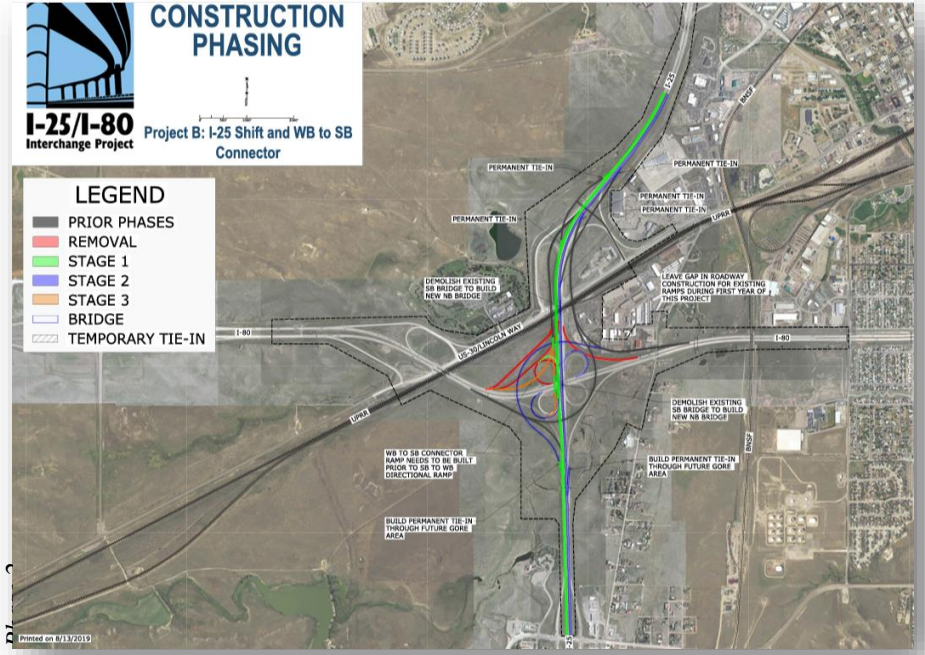 CONSTRUCTION
PHASING
I-25/I-80
Interchange Project
Project B: I-25 Shift and WB to SB
Connector
LEGEND
PRIOR PHASES
REMOVAL
STAGE 1
STAGE 2
STAGE 3
BRIDGE
TEMPORARY TIE-IN
I-25
BNSF
PERMANENT TIE-IN
PERMANENT TIE-IN
PERMANENT TIE-IN
PERMANENT TIE-IN
PERMANENT TIE-IN
UPRR
DEMOLISH EXISTING
SB BRIDGE TO BUILD
NEW NB BRIDGE
LEAVE GAP IN ROADWAY
CONSTRUCTION FOR EXISTING
RAMPS DURING FIRST YEAR OF
THIS PROJECT
I-80
US-30/LINCOLN WAY
I-80
UPRR
DEMOLISH EXISTING
SB BRIDGE TO BUILD
NEW NB BRIDGE
BNSF
WB TO SB CONNECTOR
RAMP NEEDS TO BE BUILT
PRIOR TO SB TO WB
DIRECTIONAL RAMP
BUILD PERMANENT TIE-IN
THROUGH FUTURE GORE
AREA
BUILD PERMANENT TIE-IN
THROUGH FUTURE GORE
AREA
Printed on 8/13/2019